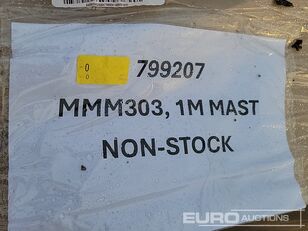 799207
MMM303, 1M MAST
NON-STOCK
EURO AUCTIONS